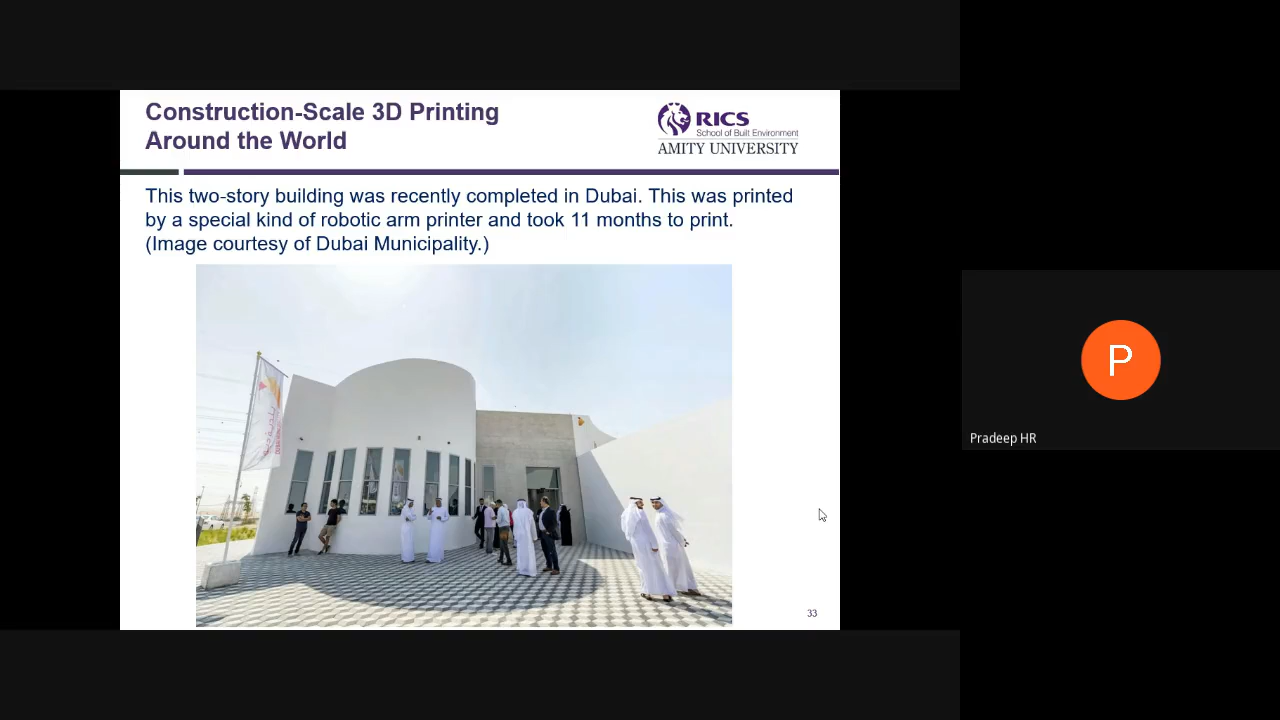 Construction-Scale 3D Printing
Around the World
RICS
School of Built Environment
AMITY UNIVERSITY
This two-story building was recently completed in Dubai. This was printed
by a special kind of robotic arm printer and took 11 months to print.
(Image courtesy of Dubai Municipality.)
33
P
Pradeep HR